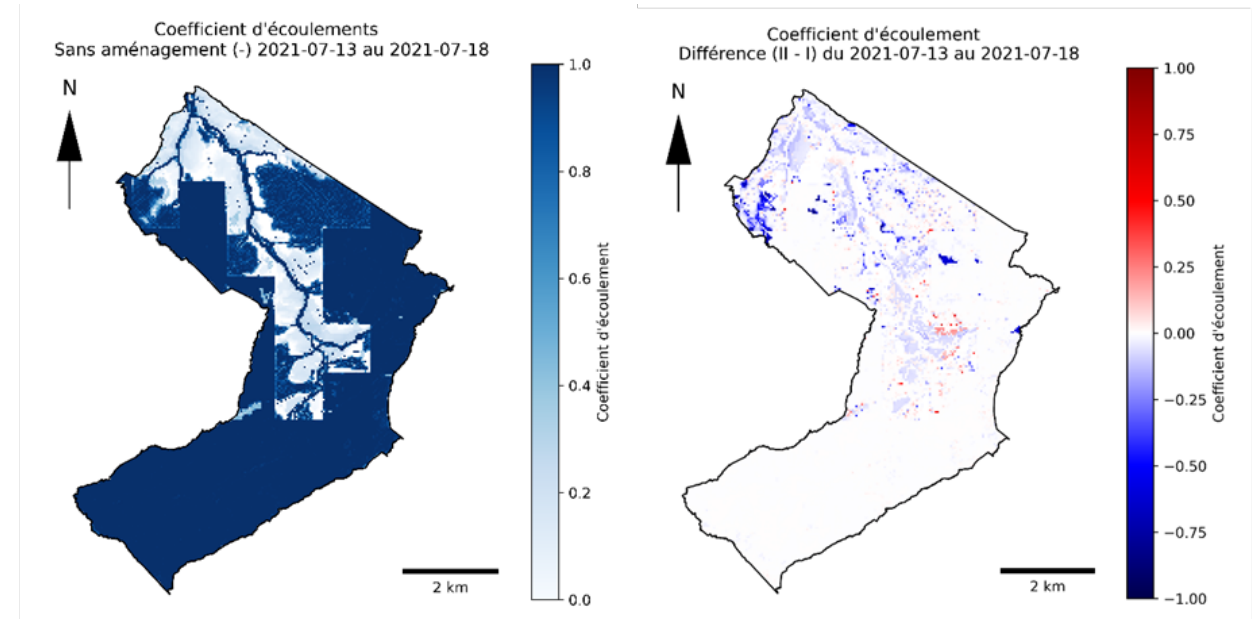 Coefficient d'écoulements
Sans aménagement (-) 2021-07-13 au 2021-07-18
N
1.0
0.8
0.6
0.4
0.2
0.0
Coefficient d'écoulement
2 km
Coefficient d'écoulement
Différence (II - I) du 2021-07-13 au 2021-07-18
N
1.00
0.75
0.50
0.25
0.00
−0.25
−0.50
−0.75
−1.00
Coefficient d'écoulement
2 km